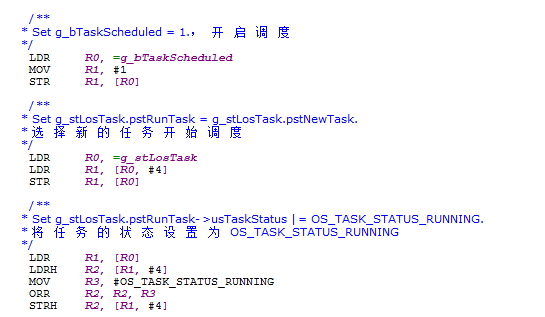 /**
* Set g_bTaskScheduled = 1.，开启调度
*/
LDR R0, =g_bTaskScheduled
MOV R1, #1
STR R1, [R0]
/**
* Set g_stLosTask.pstRunTask = g_stLosTask.pstNewTask.
* 选择新的任务开始调度
*/
LDR R0, =g_stLosTask
LDR R1, [R0, #4]
STR R1, [R0]
/**
* Set g_stLosTask.pstRunTask->usTaskStatus |= OS_TASK_STATUS_RUNNING.
* 将任务的状态设置为 OS_TASK_STATUS_RUNNING
*/
LDR R1, [R0]
LDRH R2, [R1, #4]
MOV R3, #OS_TASK_STATUS_RUNNING
ORR R2, R2, R3
STRH R2, [R1, #4]